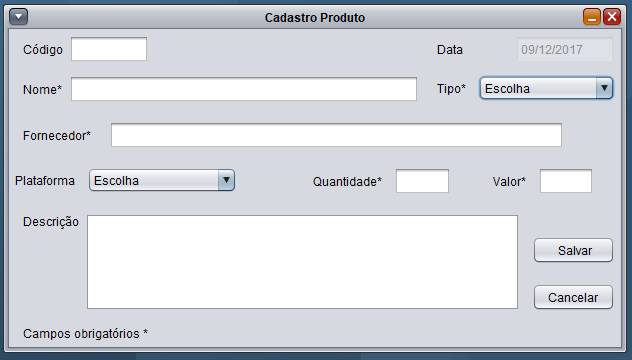 Cadastro Produto
Código Data 09/12/2017
Nome* Tipo* Escolha
Fornecedor*
Plataforma Escolha Quantidade* Valor*
Descrição
Salvar
Cancelar
Campos obrigatórios *